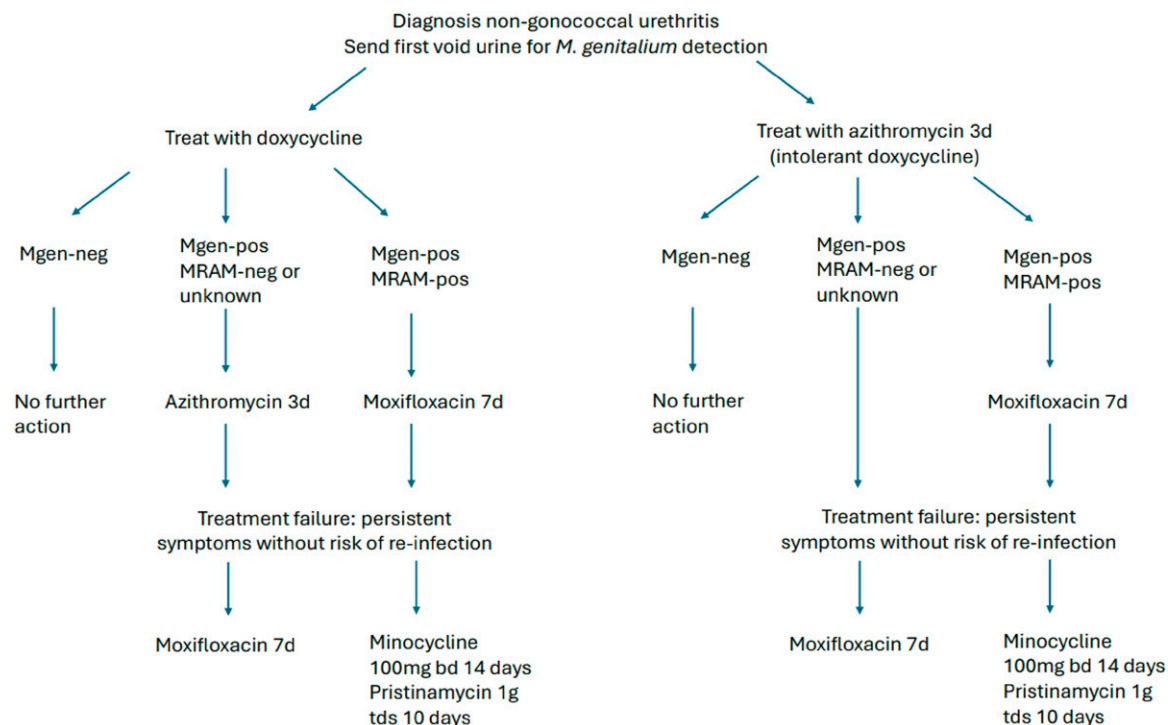 Diagnosis non-gonococcal urethritis
Send first void urine for M. genitalium detection
Treat with doxycycline
Treat with azithromycin 3d
(intolerant doxycycline)
Mgen-neg
Mgen-pos
MRAM-neg or
unknown
Mgen-pos
MRAM-pos
Mgen-neg
Mgen-pos
MRAM-neg or
unknown
Mgen-pos
MRAM-pos
No further
action
Azithromycin 3d
Moxifloxacin 7d
No further
action
Moxifloxacin 7d
Treatment failure: persistent
symptoms without risk of re-infection
Treatment failure: persistent
symptoms without risk of re-infection
Moxifloxacin 7d
Minocycline
100mg bd 14 days
Pristinamycin 1g
tds 10 days
Moxifloxacin 7d
Minocycline
100mg bd 14 days
Pristinamycin 1g
tds 10 days